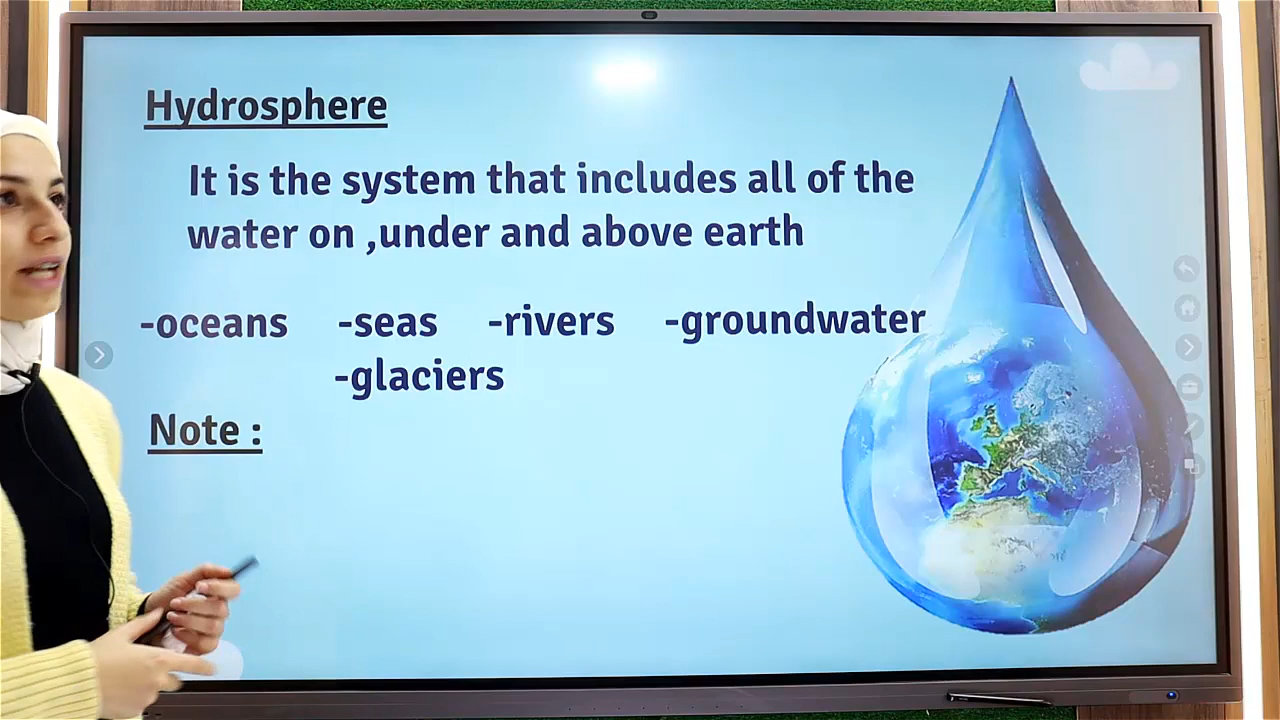 Hydrosphere
It is the system that includes all of the
water on ,under and above earth
-oceans -seas -rivers -groundwater
-glaciers
Note :